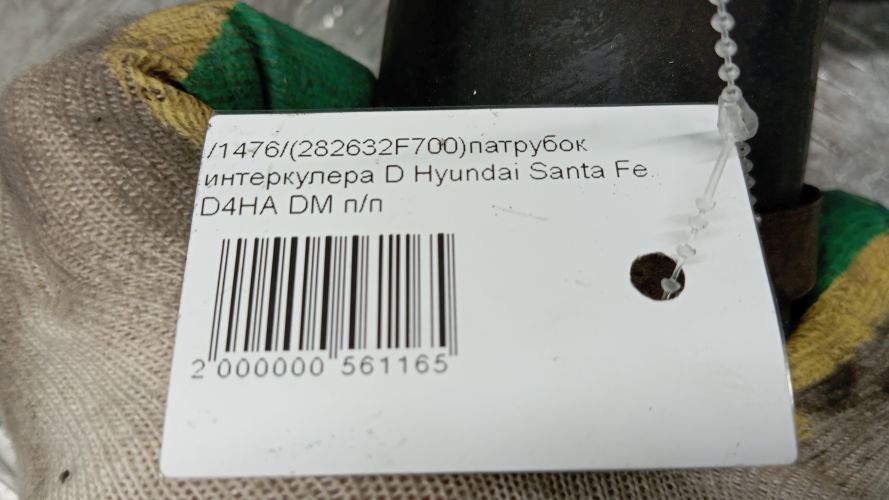 ./1476/(282632F700)патрубок
интеркулера D Hyundai Santa Fe
D4HA DM п/п
2 000000 561165